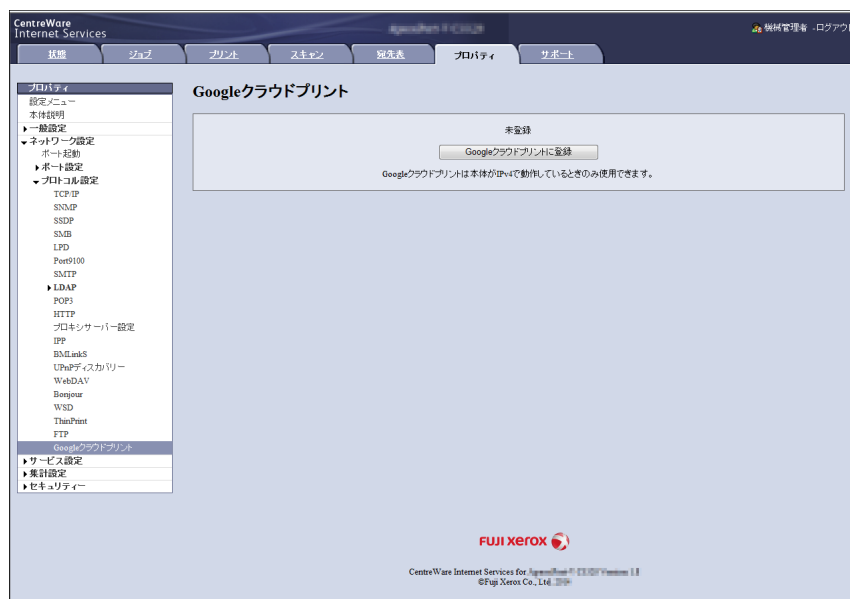 CentreWare
Internet Services
機械管理者 -ログアウ
状態
ジョブ
プリント
スキャン
宛先表
プロパティ
サポート
プロパティ
設定メニュー
本体説明
一般設定
ネットワーク設定
ポート起動
ポート設定
プロトコル設定
TCP/IP
SNMP
SSDP
SMB
LPD
Port9100
SMTP
LDAP
POP3
HTTP
プロキシサーバー設定
IPP
BMLinkS
UPnPディスカバリー
WebDAV
Bonjour
WSD
ThinPrint
FTP
Googleクラウドプリント
サービス設定
集計設定
セキュリティー
Googleクラウドプリント
未登録
Googleクラウドプリントに登録
Googleクラウドプリントは本体がIPv4で動作しているときのみ使用できます。
FUJI xerox
CentreWare Internet Services for
©Fuji Xerox Co., Ltd.